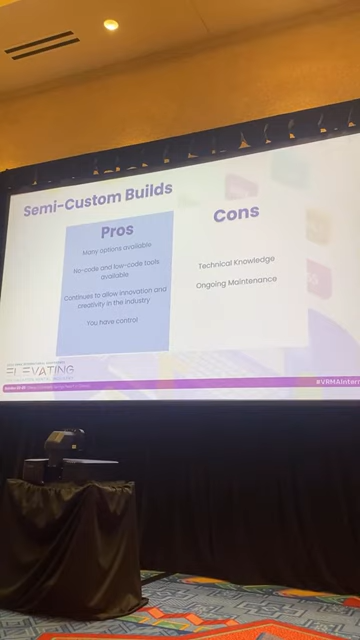 Semi-Custom Builds
Pros
Many options available
No-code and low-code tools
available
Continues to allow innovation and
creativity in the industry
You have control
Cons
Technical Knowledge
Ongoing Maintenance
ELEVATING
#VRMAIntern